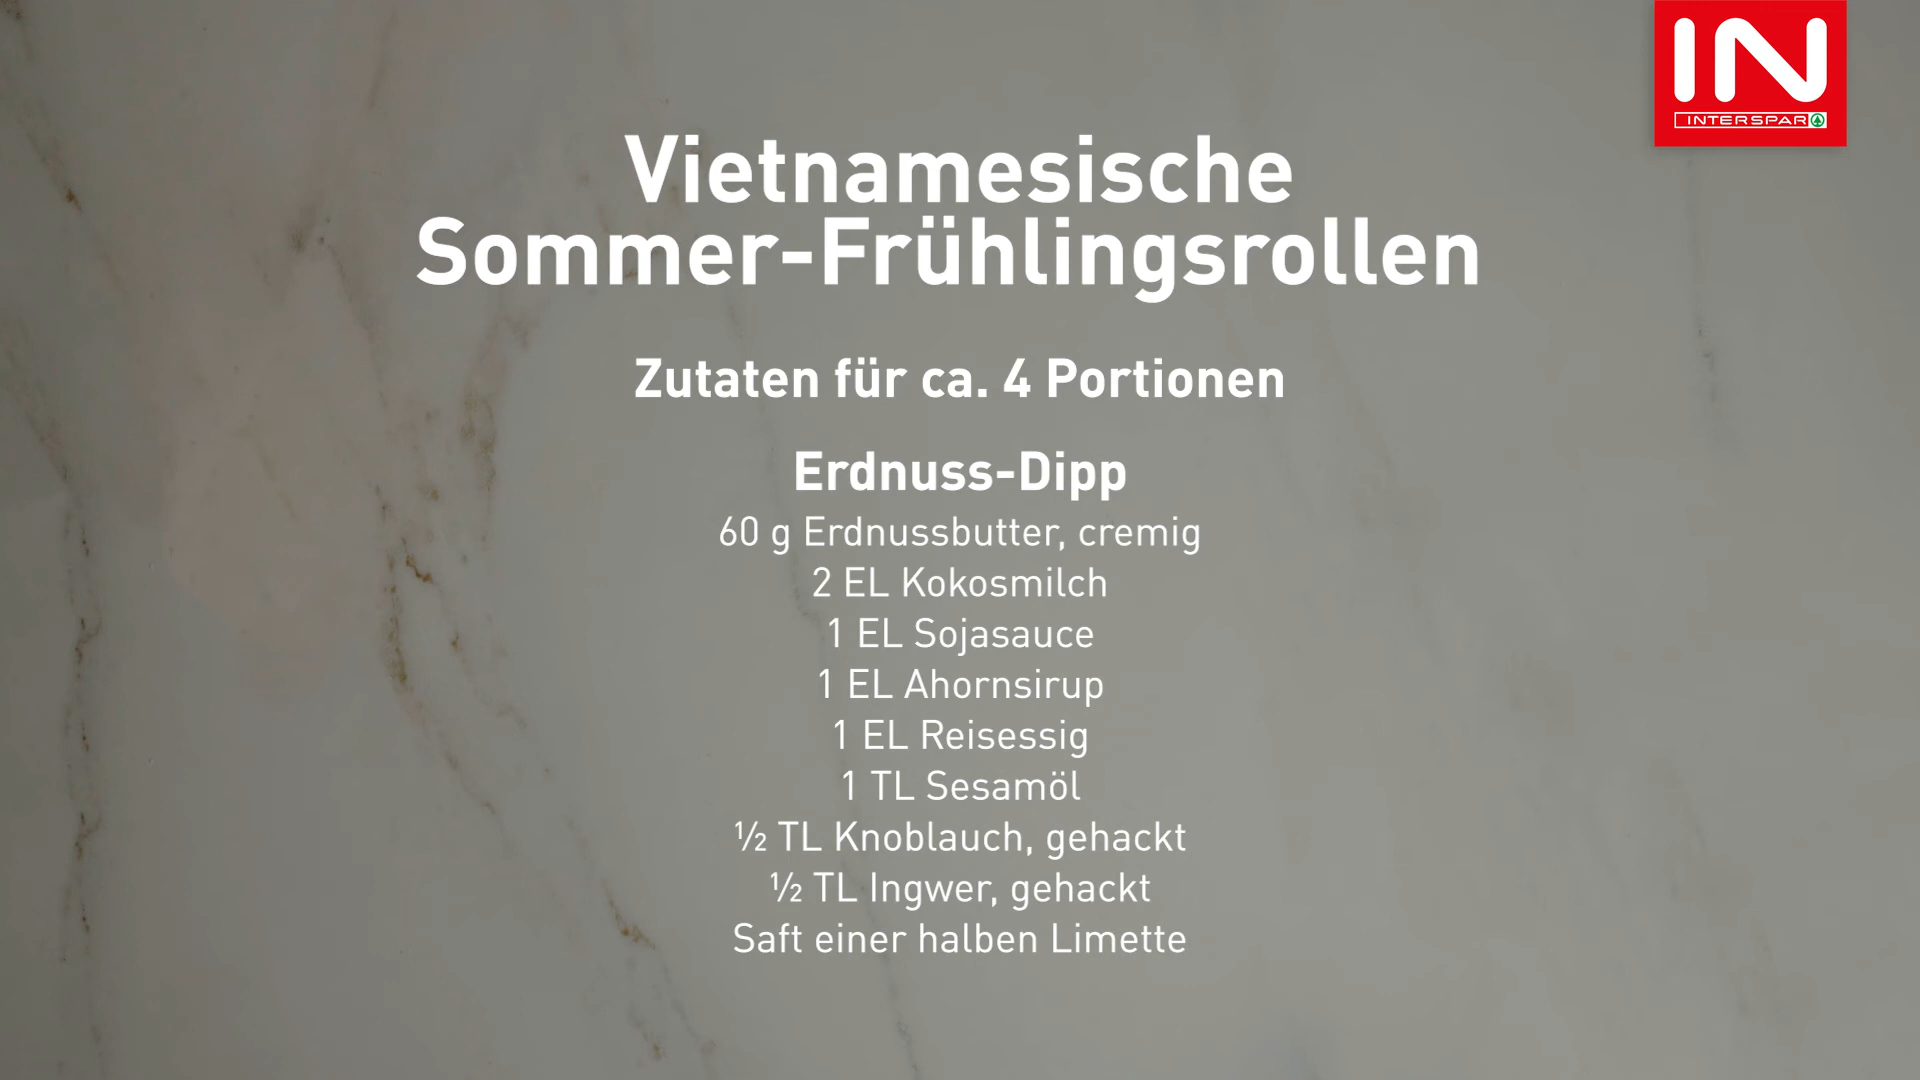 IN
INTERSPAR
Vietnamesische
Sommer-Frühlingsrollen
Zutaten für ca. 4 Portionen
Erdnuss-Dipp
60 g Erdnussbutter, cremig
2 EL Kokosmilch
1 EL Sojasauce
1 EL Ahornsirup
1 EL Reisessig
1 TL Sesamöl
½ TL Knoblauch, gehackt
½ TL Ingwer, gehackt
Saft einer halben Limette